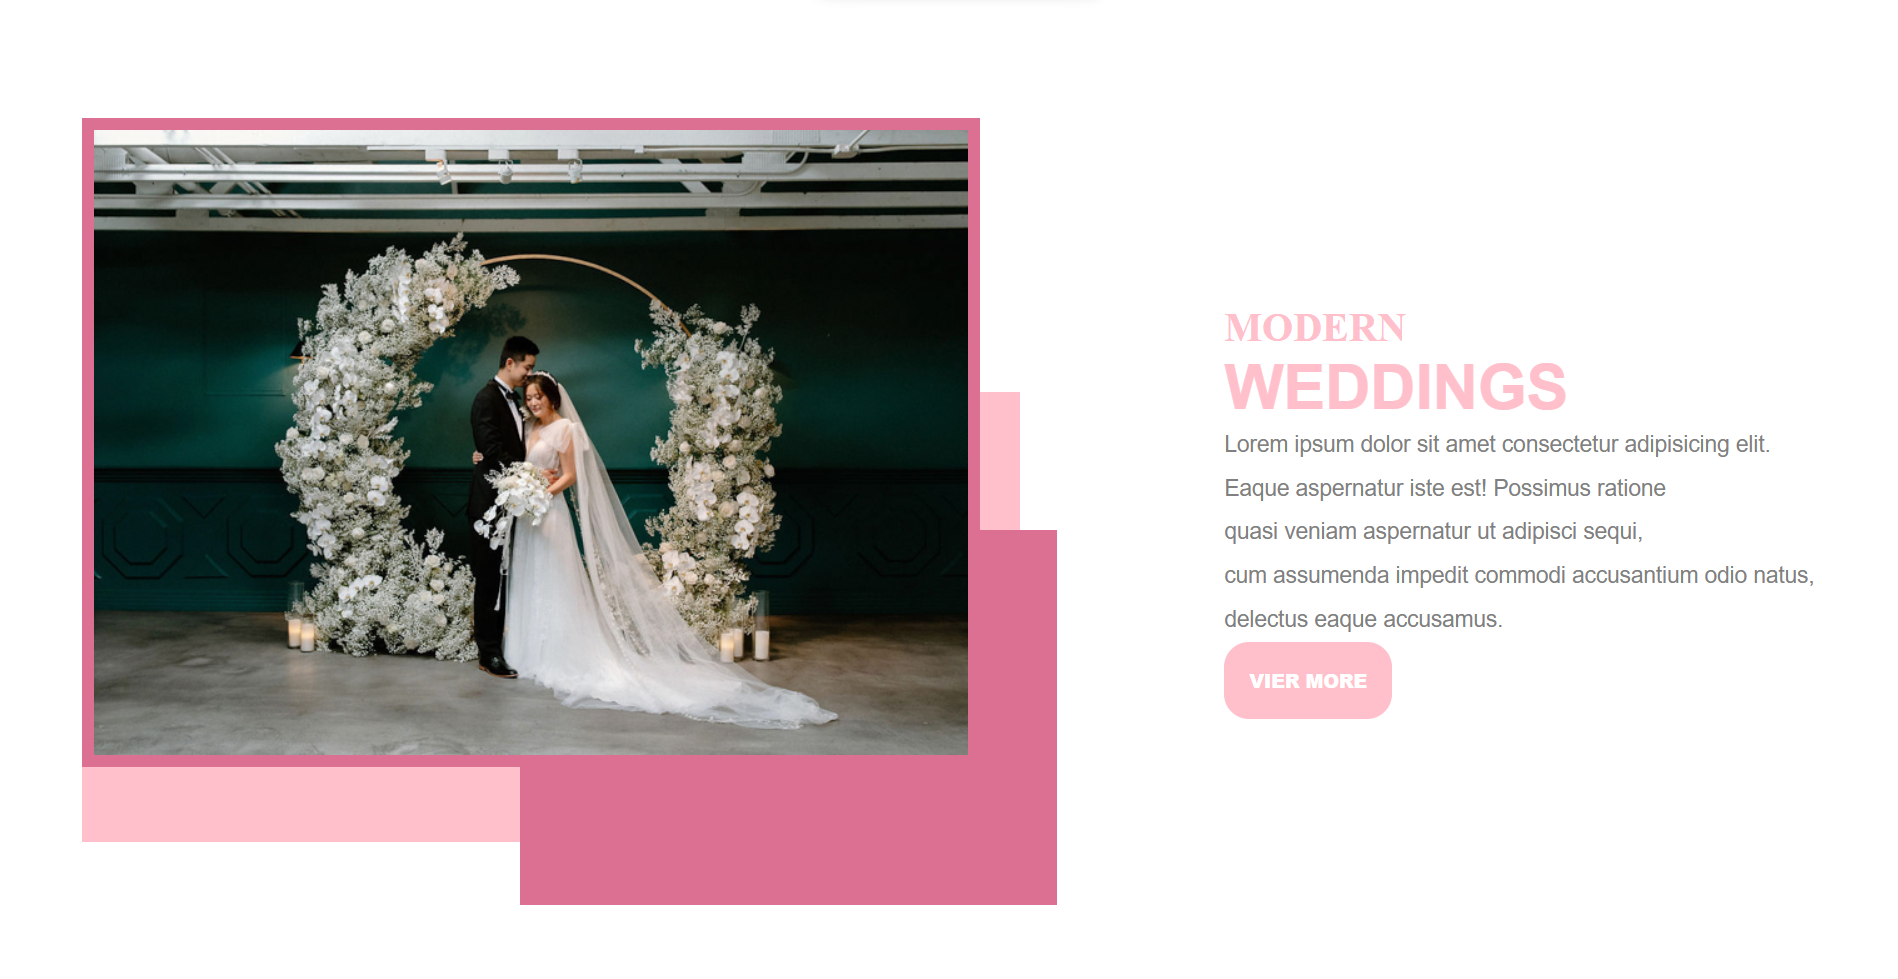 MODERN
WEDDINGS
Lorem ipsum dolor sit amet consectetur adipisicing elit.
Eaque aspernatur iste est! Possimus ratione
quasi veniam aspernatur ut adipisci sequi,
cum assumenda impedit commodi accusantium odio natus,
delectus eaque accusamus.
VIER MORE